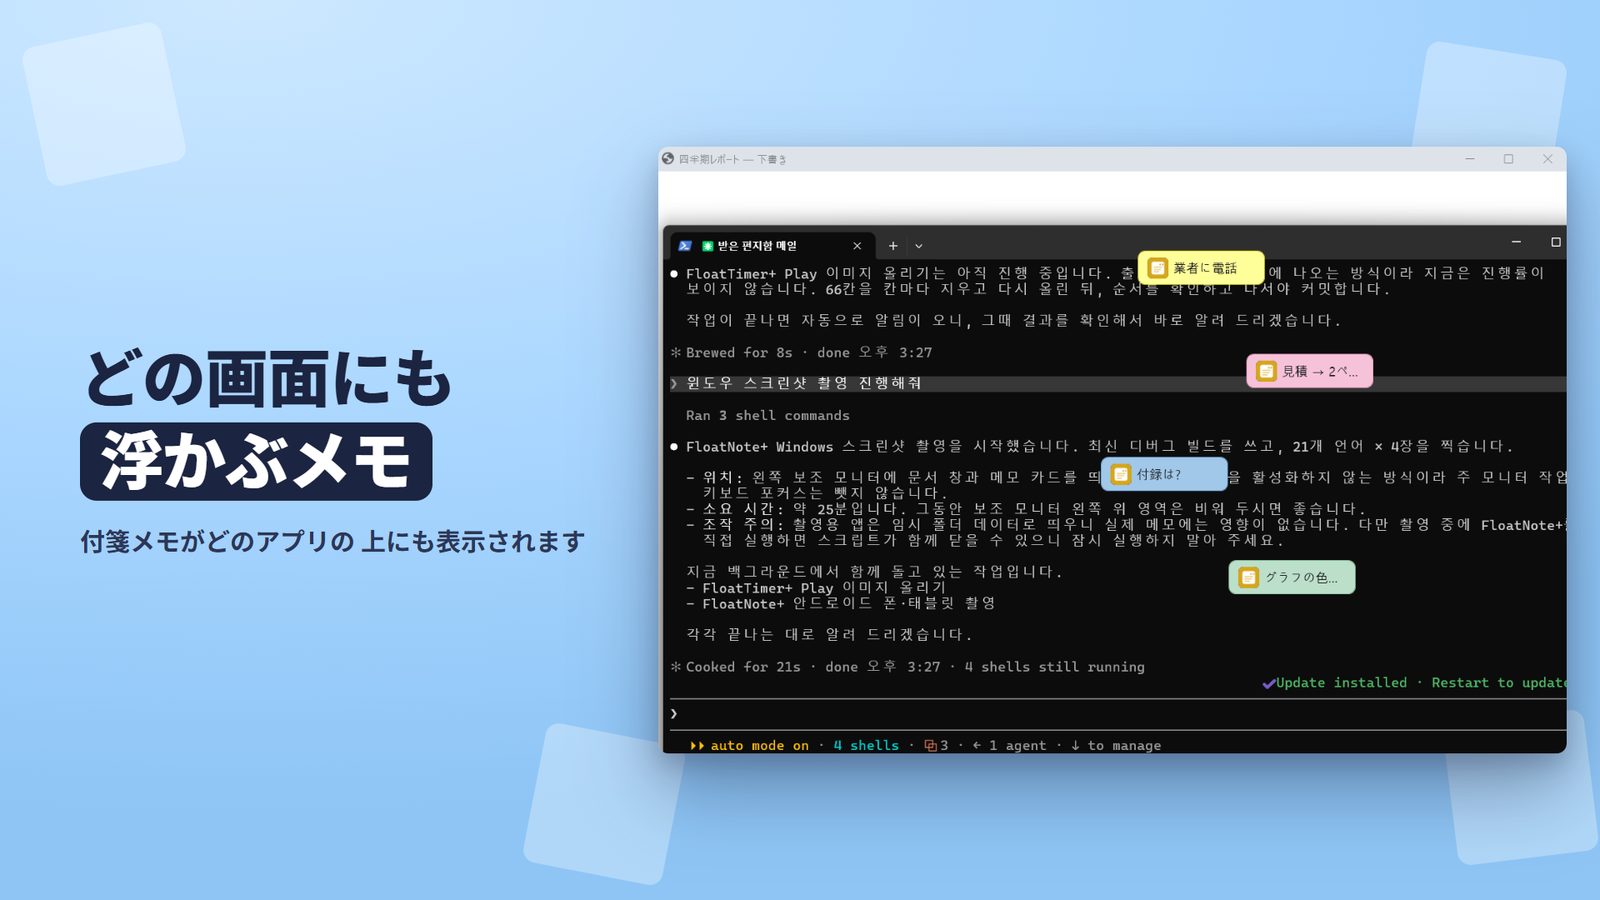 どの画面にも
浮かぶメモ
付箋メモがどのアプリの 上にも表示されます
四半期レポート — 下書き
받은 편지함 메일
● FloatTimer+ Play 이미지 올리기는 아직 진행 중입니다. 출
에 나오는 방식이라 지금은 진행률이
보이지 않습니다. 66칸을 칸마다 지우고 다시 올린 뒤, 순서를 확인하고 나서야 커밋합니다.
業者に電話
작업이 끝나면 자동으로 알림이 오니, 그때 결과를 확인해서 바로 알려 드리겠습니다.
✻ Brewed for 8s · done 오후 3:27
見積 → 2ペ...
❯ 윈도우 스크린샷 촬영 진행해줘
Ran 3 shell commands
● FloatNote+ Windows 스크린샷 촬영을 시작했습니다. 최신 디버그 빌드를 쓰고, 21개 언어 × 4장을 찍습니다.
- 위치: 왼쪽 보조 모니터에 문서 창과 메모 카드를 띄
을 활성화하지 않는 방식이라 주 모니터 작업
付録は?
키보드 포커스는 뺏지 않습니다.
- 소요 시간: 약 25분입니다. 그동안 보조 모니터 왼쪽 위 영역은 비워 두시면 좋습니다.
- 조작 주의: 촬영용 앱은 임시 폴더 데이터로 띄우니 실제 메모에는 영향이 없습니다. 다만 촬영 중에 FloatNote+
직접 실행하면 스크립트가 함께 닫을 수 있으니 잠시 실행하지 말아 주세요.
지금 백그라운드에서 함께 돌고 있는 작업입니다.
- FloatTimer+ Play 이미지 올리기
- FloatNote+ 안드로이드 폰·태블릿 촬영
グラフの色...
각각 끝나는 대로 알려 드리겠습니다.
✻ Cooked for 21s · done 오후 3:27 · 4 shells still running
✔Update installed · Restart to update
❯
⏵⏵ auto mode on · 4 shells · 3 · ← 1 agent · ↓ to manage